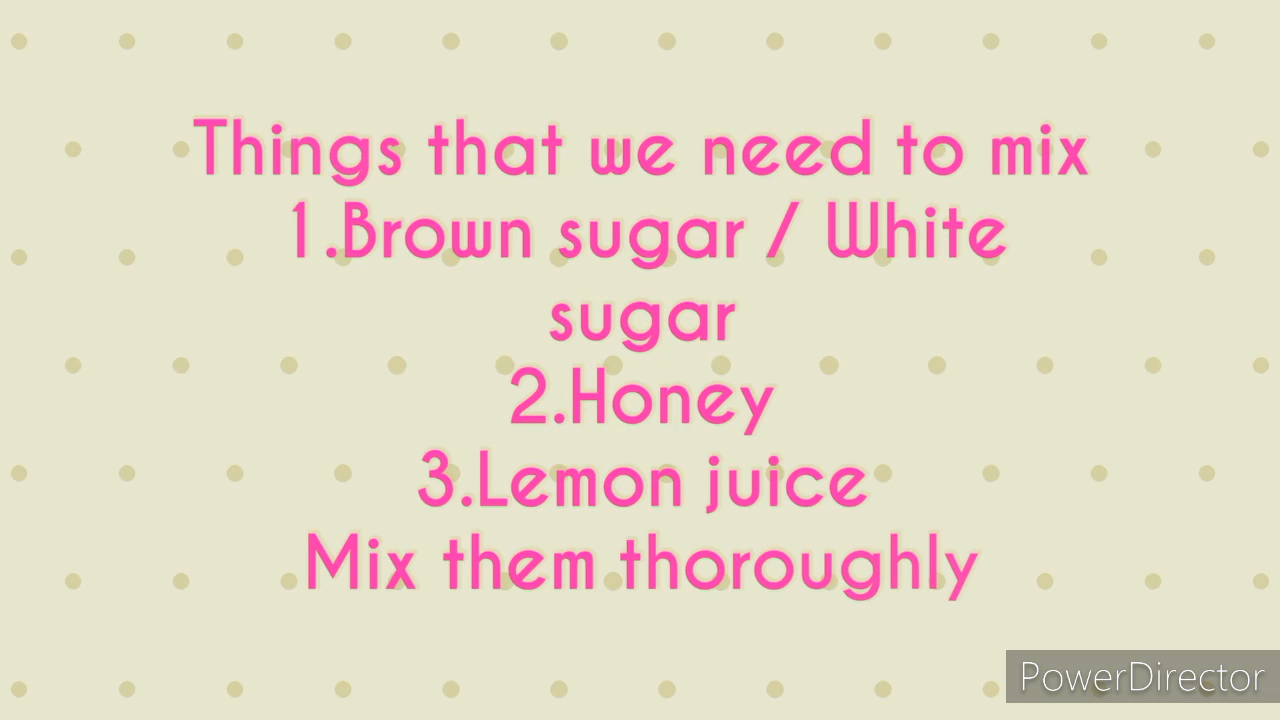 Things that we need to mix
1.Brown sugar / White
sugar
2.Honey
3.Lemon juice
Mix them thoroughly
PowerDirector